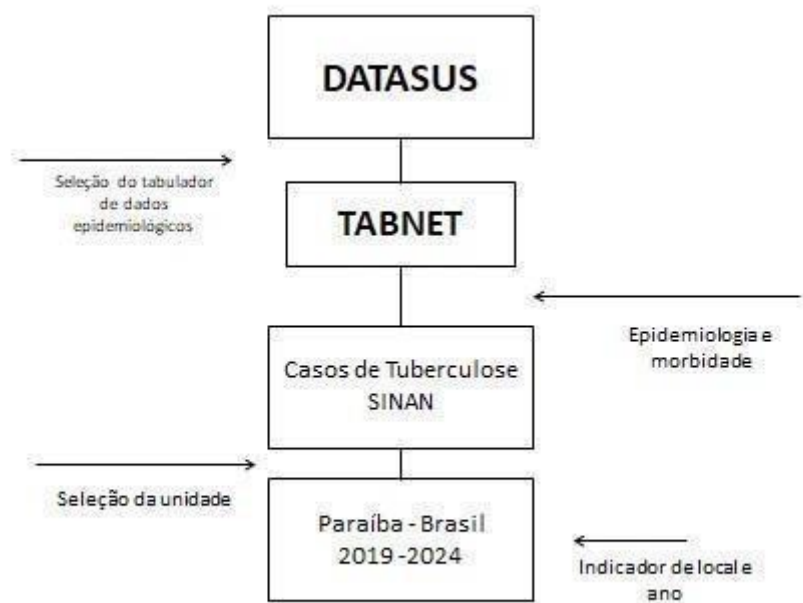 DATASUS
Seleção do tabulador
de dados
epidemiológicos
TABNET
Epidemiologia e
morbidade
Casos de Tuberculose
SINAN
Seleção da unidade
Paraíba - Brasil
2019 -2024
Indicador de local e
ano